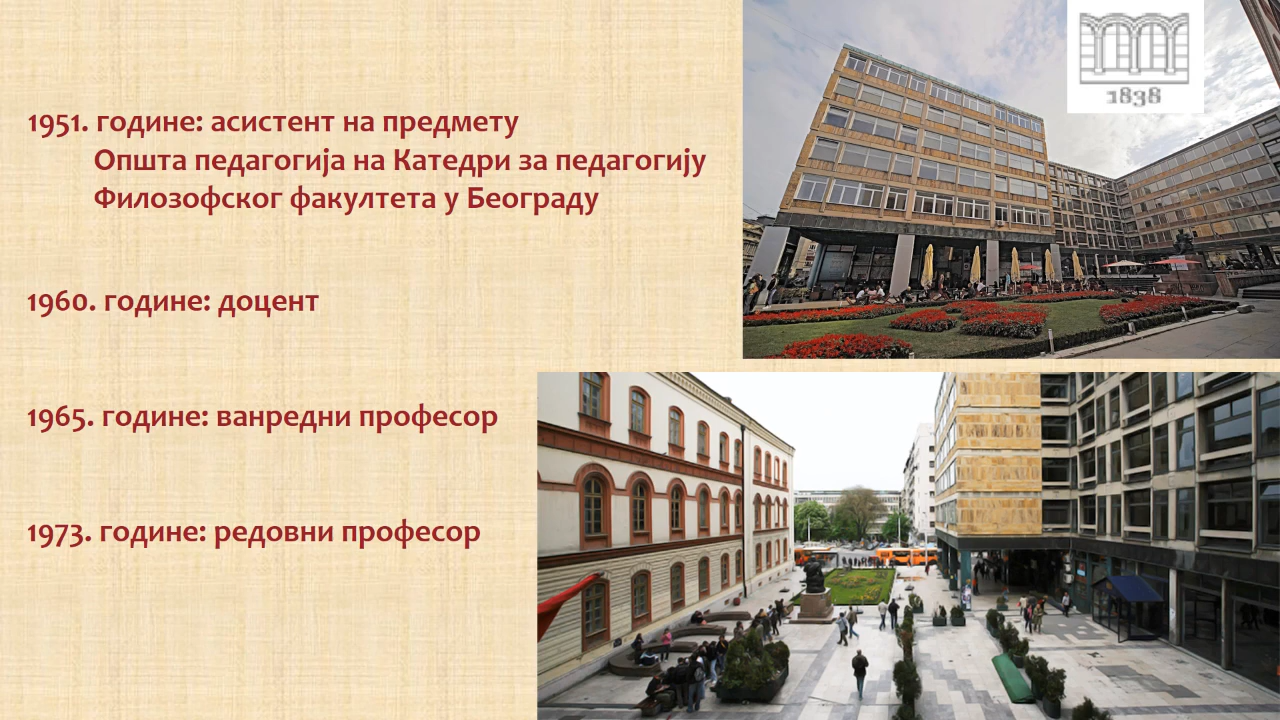 1951. године: асистент на предмету
Општа педагогија на Катедри за педагогију
Филозофског факултета у Београду
1960. године: доцент
1965. године: ванредни професор
1973. године: редовни професор
1838